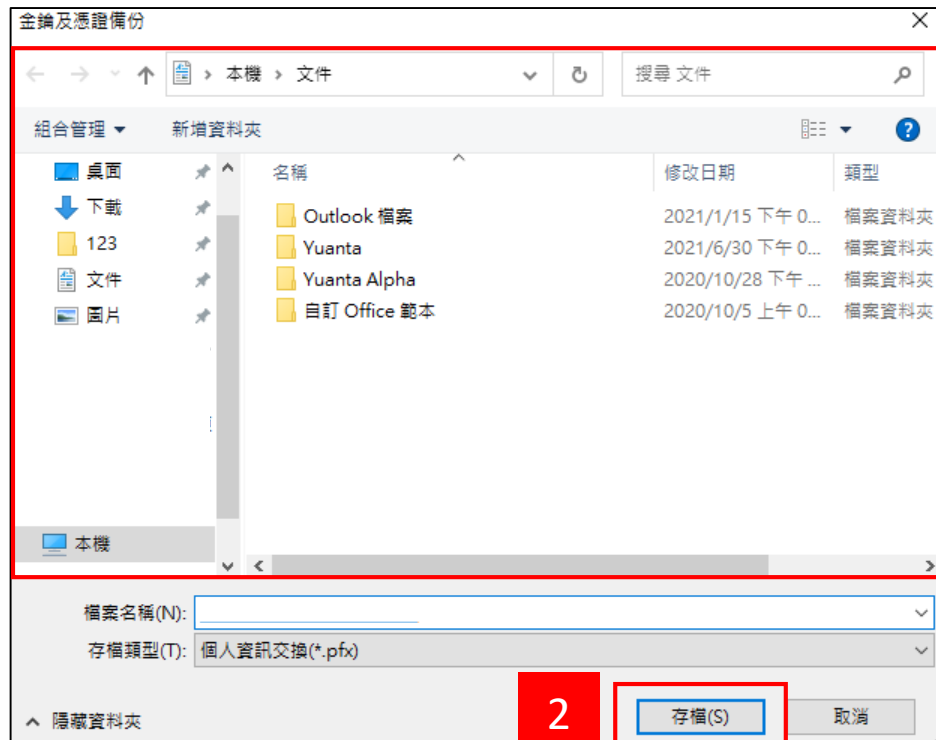 金鑰及憑證備份
本機 › 文件
搜尋 文件
組合管理
新增資料夾
名稱 修改日期 類型
桌面
下載
123
文件
圖片
本機
Outlook 檔案 2021/1/15 下午 0... 檔案資料夾
Yuanta 2021/6/30 下午 0... 檔案資料夾
Yuanta Alpha 2020/10/28 下午 ... 檔案資料夾
自訂 Office 範本 2020/10/5 上午 0... 檔案資料夾
檔案名稱(N):
存檔類型(T): 個人資訊交換(*.pfx)
隱藏資料夾
2
存檔(S)
取消